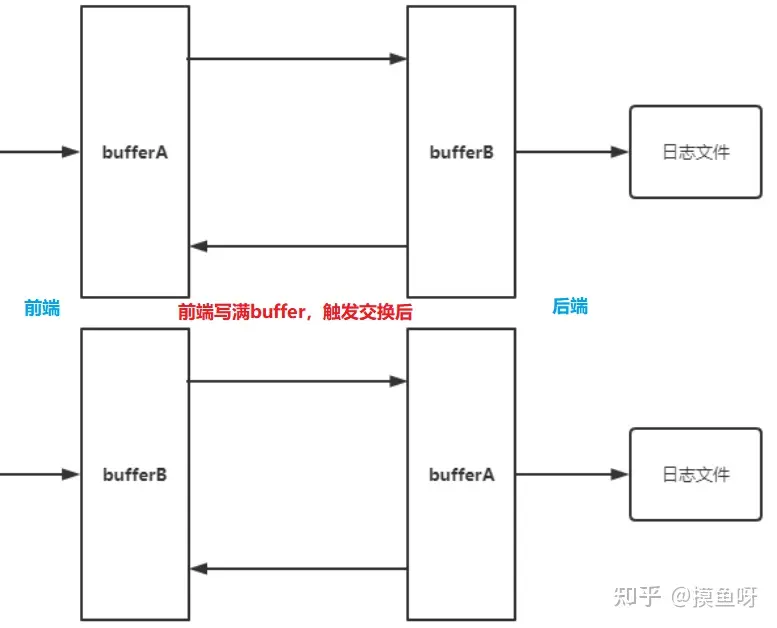 bufferA
bufferB
日志文件
前端
前端写满buffer，触发交换后
后端
bufferB
bufferA
日志文件
知乎 @摸鱼呀